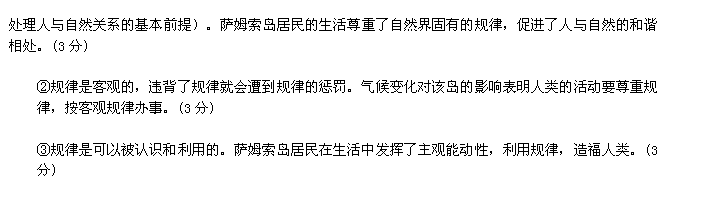 处理人与自然关系的基本前提）。萨姆索岛居民的生活尊重了自然界固有的规律，促进了人与自然的和谐
相处。(3分)
②规律是客观的，违背了规律就会遭到规律的惩罚。气候变化对该岛的影响表明人类的活动要尊重规
律，按客观规律办事。(3分)
③规律是可以被认识和利用的。萨姆索岛居民在生活中发挥了主观能动性，利用规律，造福人类。(3
分)